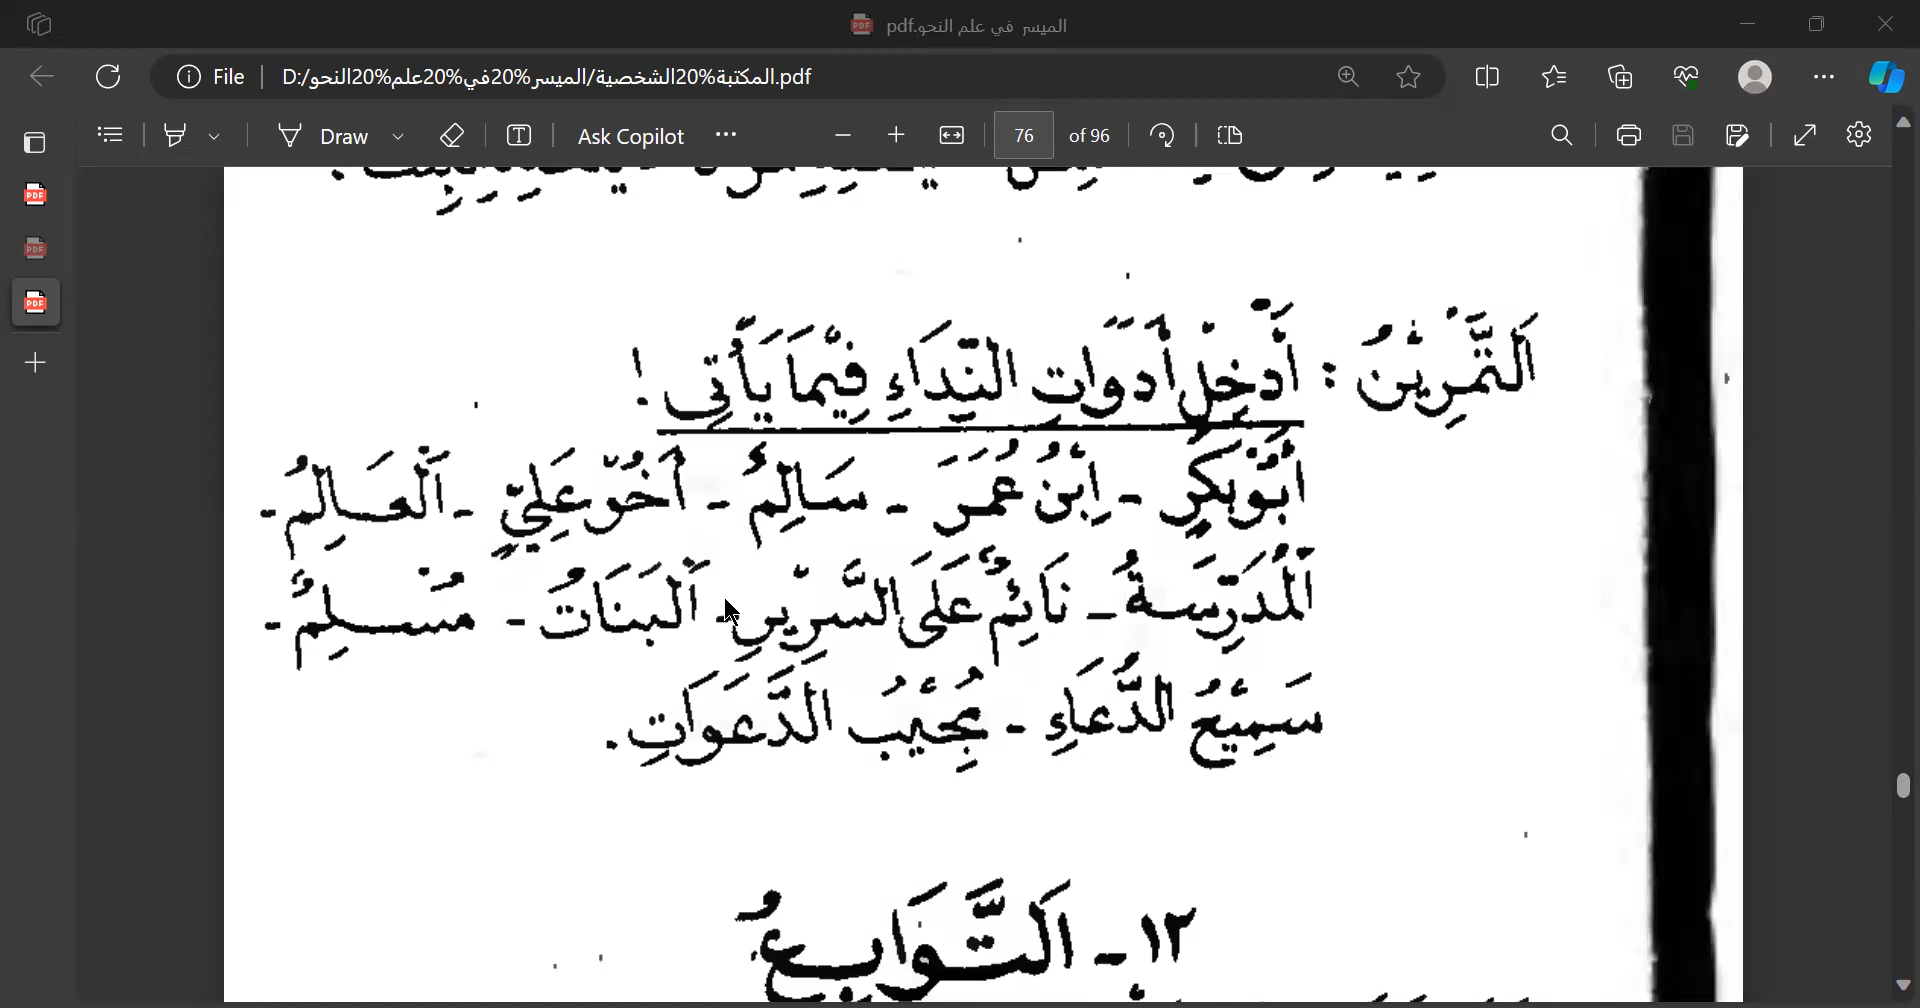 الميسر في علم النحو.pdf
File
D:/المكتبة%20الشخصية/الميسر%20في%20علم%20النحو.pdf
Draw
Ask Copilot
76 of 96
اَلتَّمْرِيْنُ : أَدْخِلْ أَدَوَاتِ النِّدَاءِ فِيْمَا يَأْتِى !
أَبُوْبَكْرٍ - اِبْنُ عُمَرَ - سَالِمٌ - أَخُوْ عَلِيٍّ - اَلْعَالِمُ -
اَلْمُدَرِّسَةُ - نَائِمٌ عَلَى السَّرِيْرِ - اَلْبَنَاتُ - مُسْلِمٌ -
سَمِيْعُ الدُّعَاءِ - مُجِيْبُ الدَّعَوَاتِ .
١٢ - اَلتَّوَابِعُ